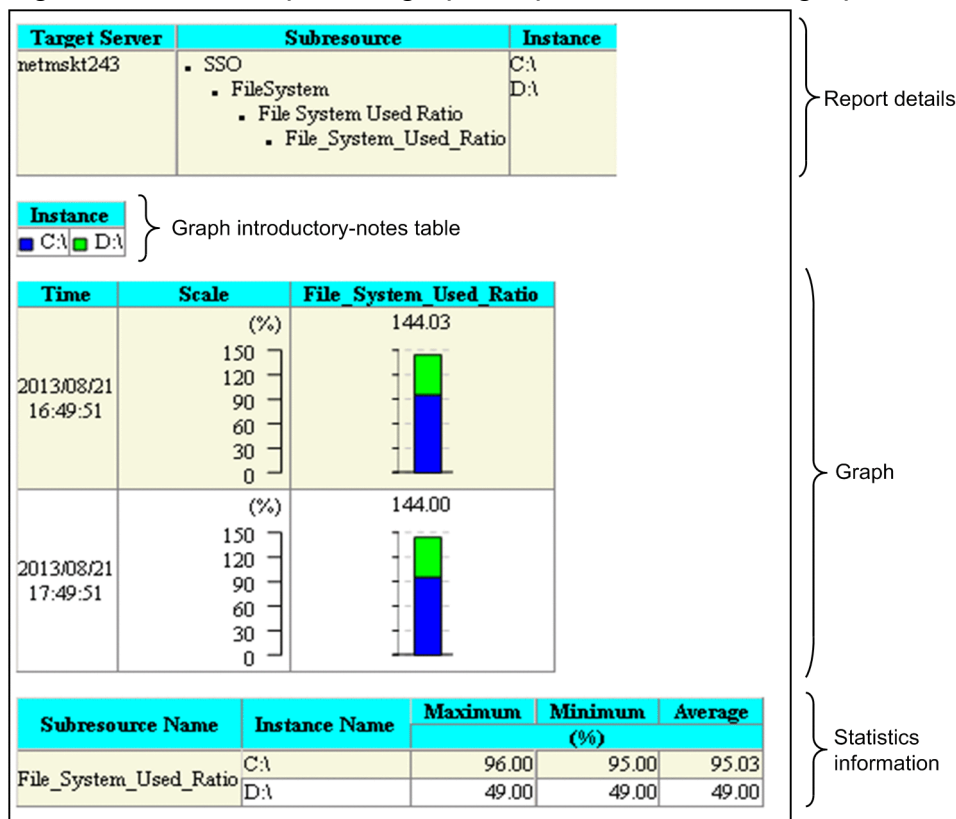 Target Server Subresource Instance
netmskt243 ▪ SSO C:\
▪ FileSystem D:\
▪ File System Used Ratio
▪ File_System_Used_Ratio
Report details
Instance
C:\ D:\
Graph introductory-notes table
Time Scale File_System_Used_Ratio
(%) 144.03
150
120
2013/08/21
90
16:49:51
60
30
0
Graph
(%) 144.00
150
120
2013/08/21
90
17:49:51
60
30
0
Subresource Name Instance Name Maximum Minimum Average
(%)
File_System_Used_Ratio C:\ 96.00 95.00 95.03
D:\ 49.00 49.00 49.00
Statistics
information